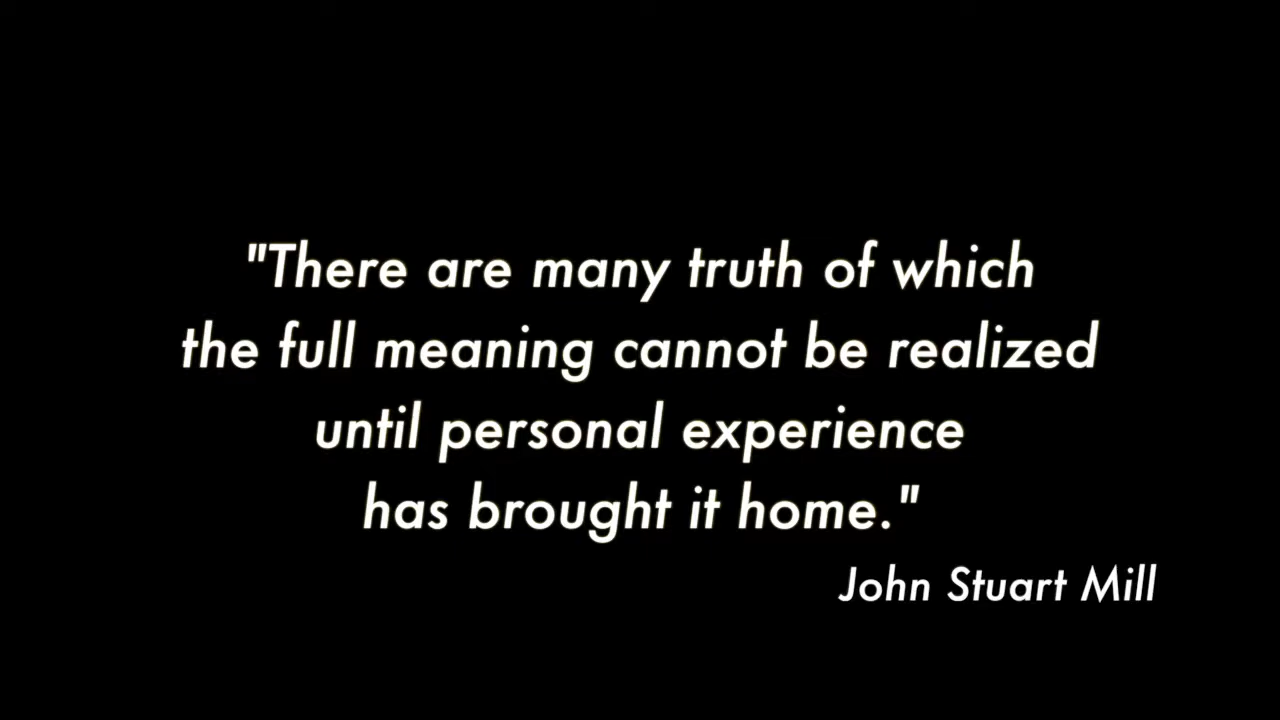 "There are many truth of which
the full meaning cannot be realized
until personal experience
has brought it home."
John Stuart Mill